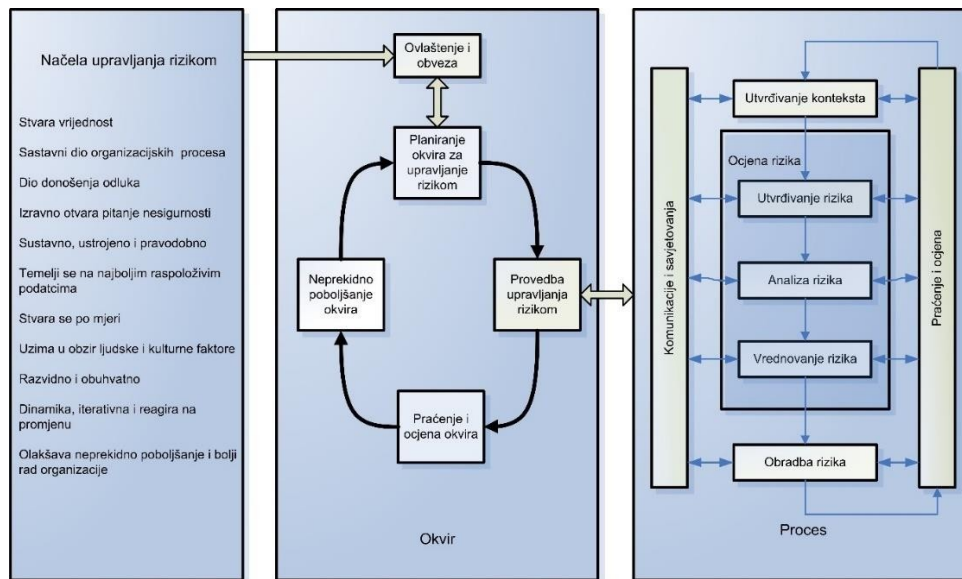 Načela upravljanja rizikom
Stvara vrijednost
Sastavni dio organizacijskih procesa
Dio donošenja odluka
Izravno otvara pitanje nesigurnosti
Sustavno, ustrojeno i pravodobno
Temelji se na najboljim raspoloživim
podatcima
Stvara se po mjeri
Uzima u obzir ljudske i kulturne faktore
Razvidno i obuhvatno
Dinamika, iterativna i reagira na
promjenu
Olakšava neprekidno poboljšanje i bolji
rad organizacije
Ovlaštenje i
obveza
Planiranje
okvira za
upravljanje
rizikom
Neprekidno
poboljšanje
okvira
Provedba
upravljanja
rizikom
Praćenje i
ocjena okvira
Okvir
Komunikacije i savjetovanja
Utvrđivanje konteksta
Ocjena rizika
Utvrđivanje rizika
Analiza rizika
Vrednovanje rizika
Obradba rizika
Praćenje i ocjena
Proces